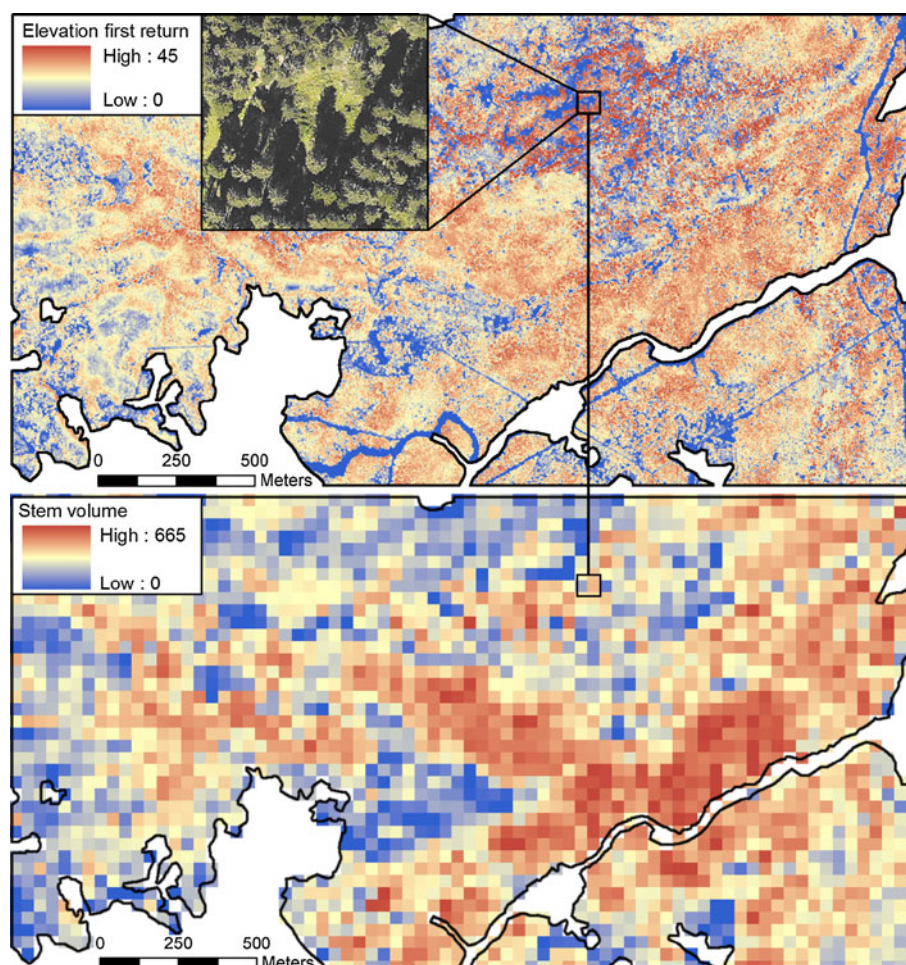 Elevation first return
High : 45
Low : 0
0 250 500
Meters
Stem volume
High : 665
Low : 0
0 250 500
Meters